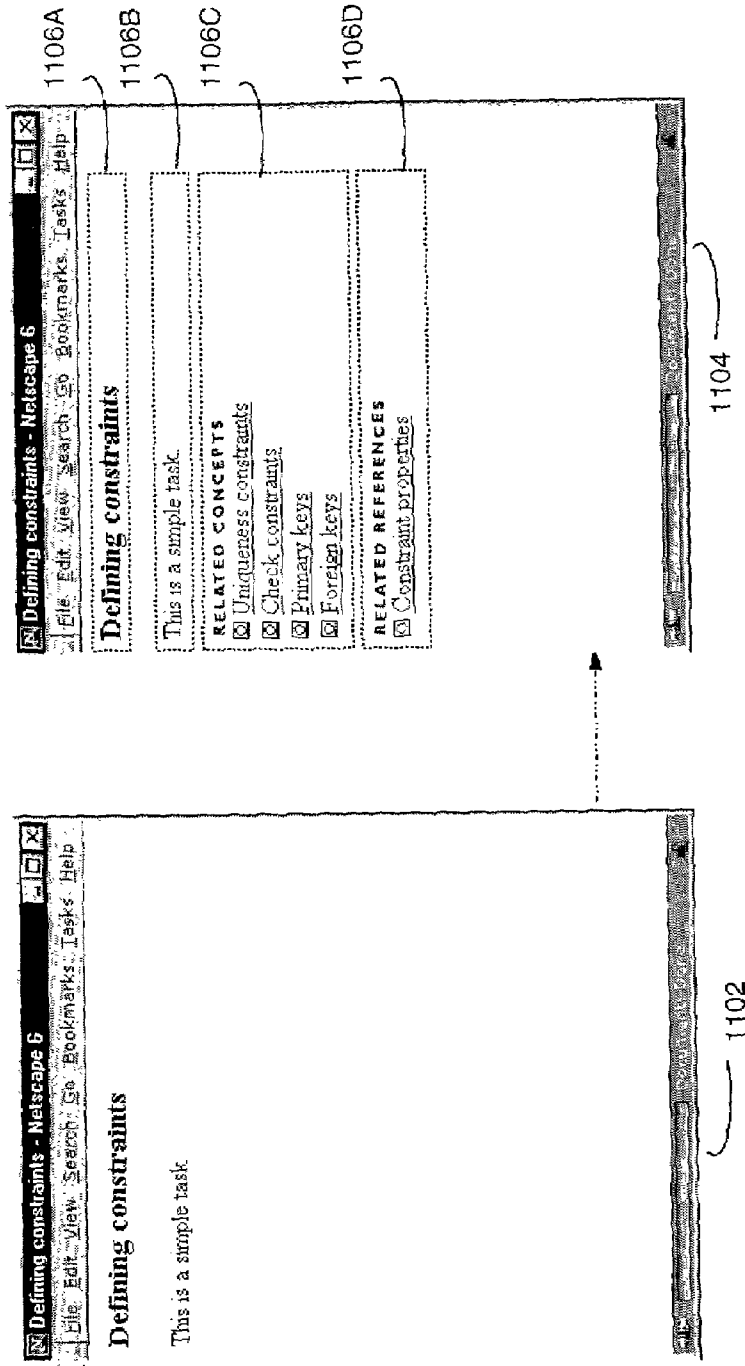 Defining constraints - Netscape 6
File Edit View Search Go Bookmarks Tasks Help
Defining constraints
This is a simple task
1102
Defining constraints - Netscape 6
File Edit View Search Go Bookmarks Tasks Help
Defining constraints
This is a simple task.
RELATED CONCEPTS
Uniqueness constraints
Check constraints
Primary keys
Foreign keys
RELATED REFERENCES
Constraint properties
1104
1106A
1106B
1106C
1106D